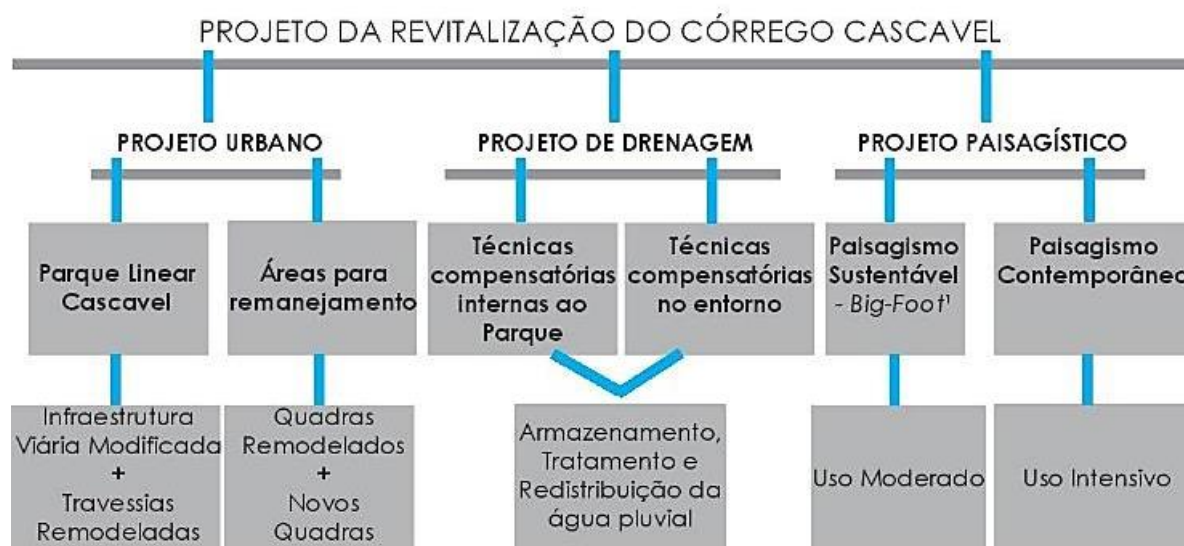 PROJETO DA REVITALIZAÇÃO DO CÓRREGO CASCAVEL
PROJETO URBANO
PROJETO DE DRENAGEM
PROJETO PAISAGÍSTICO
Parque Linear
Cascavel
Áreas para
remanejamento
Técnicas
compensatórias
internas ao
Parque
Técnicas
compensatórias
no entorno
Paisagismo
Sustentável
- Big-Foot¹
Paisagismo
Contemporâneo
Infraestrutura
Viária Modificada
+
Travessias
Remodeladas
Quadras
Remodelados
+
Novos
Quadras
Armazenamento,
Tratamento e
Redistribuição da
água pluvial
Uso Moderado
Uso Intensivo